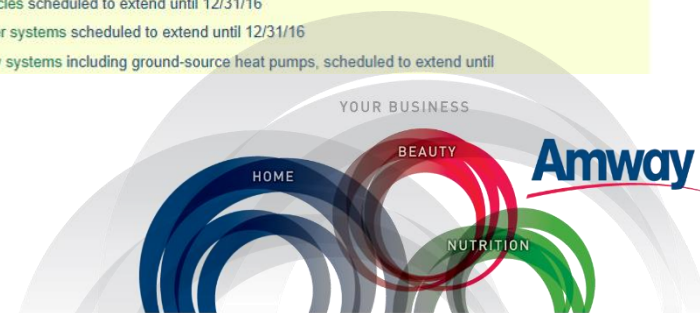 cles scheduled to extend until 12/31/16
r systems scheduled to extend until 12/31/16
systems including ground-source heat pumps, scheduled to extend until
YOUR BUSINESS
BEAUTY
HOME
Amway
NUTRITION